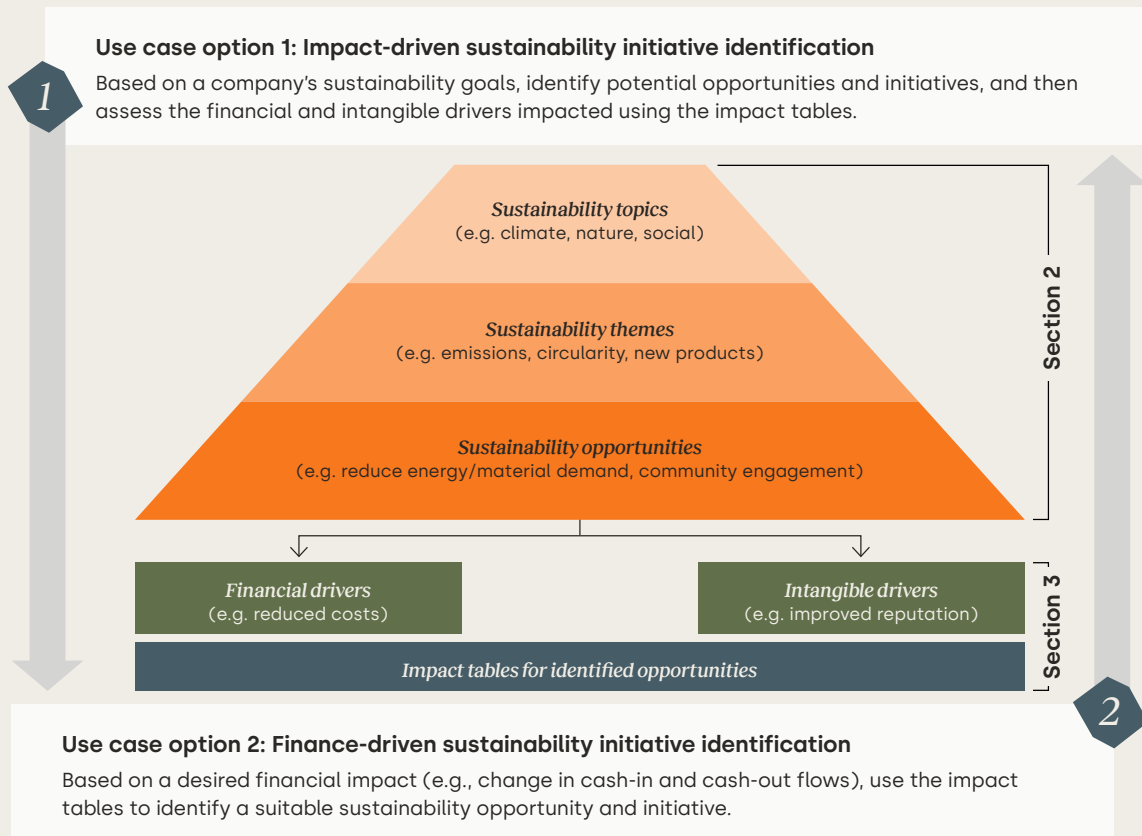 Use case option 1: Impact-driven sustainability initiative identification
1
Based on a company's sustainability goals, identify potential opportunities and initiatives, and then
assess the financial and intangible drivers impacted using the impact tables.
Sustainability topics
(e.g. climate, nature, social)
Sustainability themes
(e.g. emissions, circularity, new products)
Sustainability opportunities
(e.g. reduce energy/material demand, community engagement)
Section 2
Financial drivers
(e.g. reduced costs)
Intangible drivers
(e.g. improved reputation)
Impact tables for identified opportunities
Section 3
2
Use case option 2: Finance-driven sustainability initiative identification
Based on a desired financial impact (e.g., change in cash-in and cash-out flows), use the impact
tables to identify a suitable sustainability opportunity and initiative.